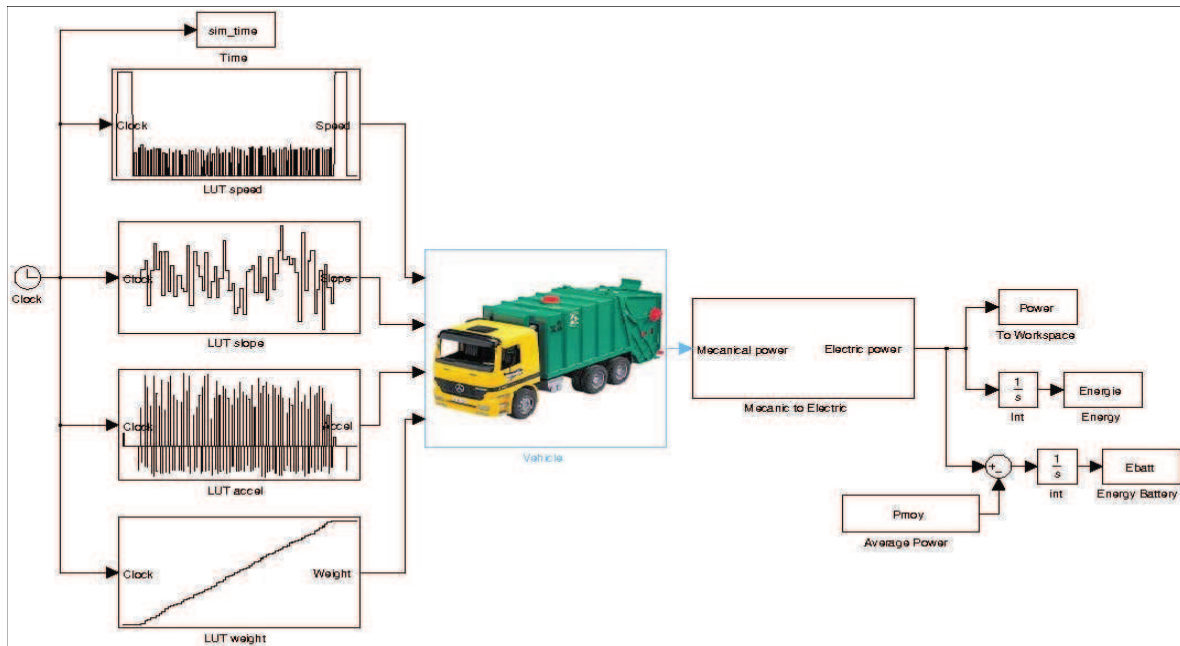 sim_time
Time
Clock
Speed
LUT speed
Clock
Slope
LUT slope
Clock
Clock
Accel
LUT accel
Clock
Weight
LUT weight
Vehicle
Mecanical power
Electric power
Mecanic to Electric
Power
To Workspace
1
s
Int
Energie
Energy
+
-
1
s
int
Ebatt
Energy Battery
Pmoy
Average Power